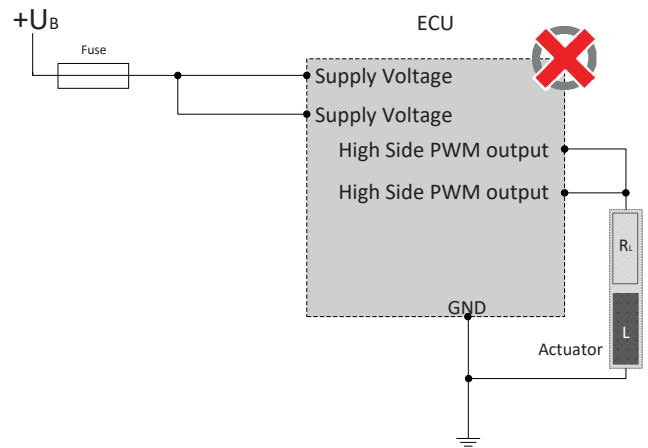 +UB
ECU
Fuse
Supply Voltage
Supply Voltage
High Side PWM output
High Side PWM output
RL
GND
L
Actuator